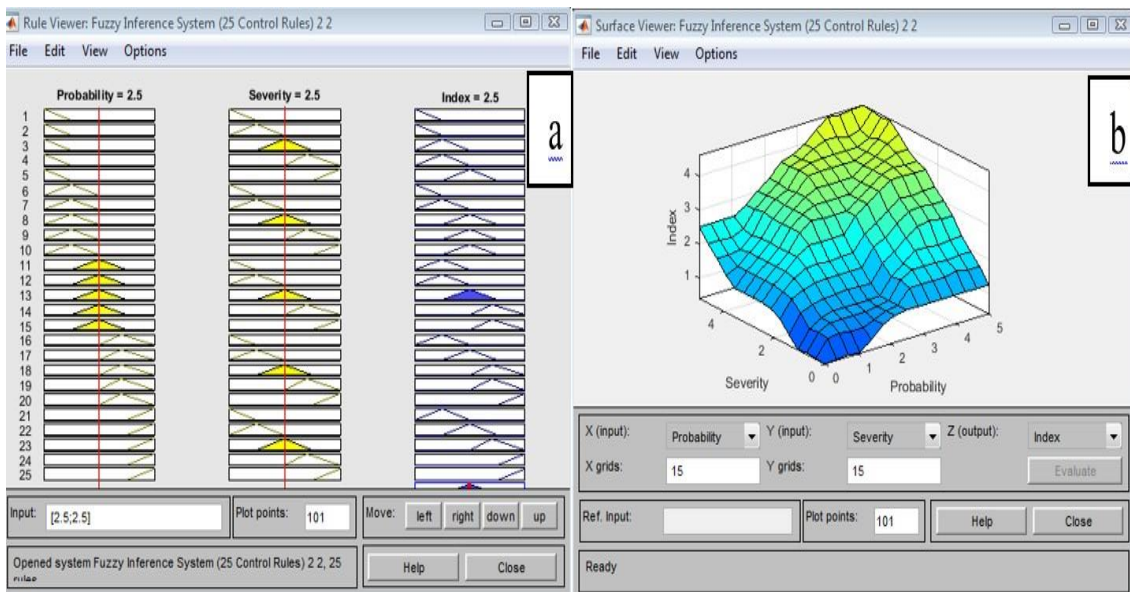 Rule Viewer: Fuzzy Inference System (25 Control Rules) 2 2
File Edit View Options
Probability = 2.5 Severity = 2.5 Index = 2.5
1
2
3
4
5
6
7
8
9
10
11
12
13
14
15
16
17
18
19
20
21
22
23
24
25
a
Input: [2.5;2.5] Plot points: 101 Move: left right down up
Opened system Fuzzy Inference System (25 Control Rules) 2 2, 25
rules
Help Close
Surface Viewer: Fuzzy Inference System (25 Control Rules) 2 2
File Edit View Options
b
4
3
2
1
Index
4
2
0
Severity
0
1
2
3
4
5
Probability
X (input): Probability Y (input): Severity Z (output): Index
X grids: 15 Y grids: 15 Evaluate
Ref. Input: Plot points: 101 Help Close
Ready